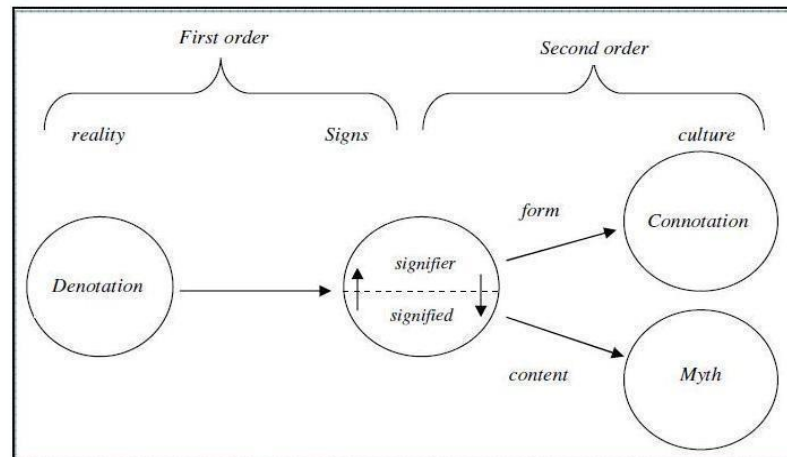 First order
Second order
reality
Signs
culture
form
Connotation
signifier
Denotation
signified
content
Myth